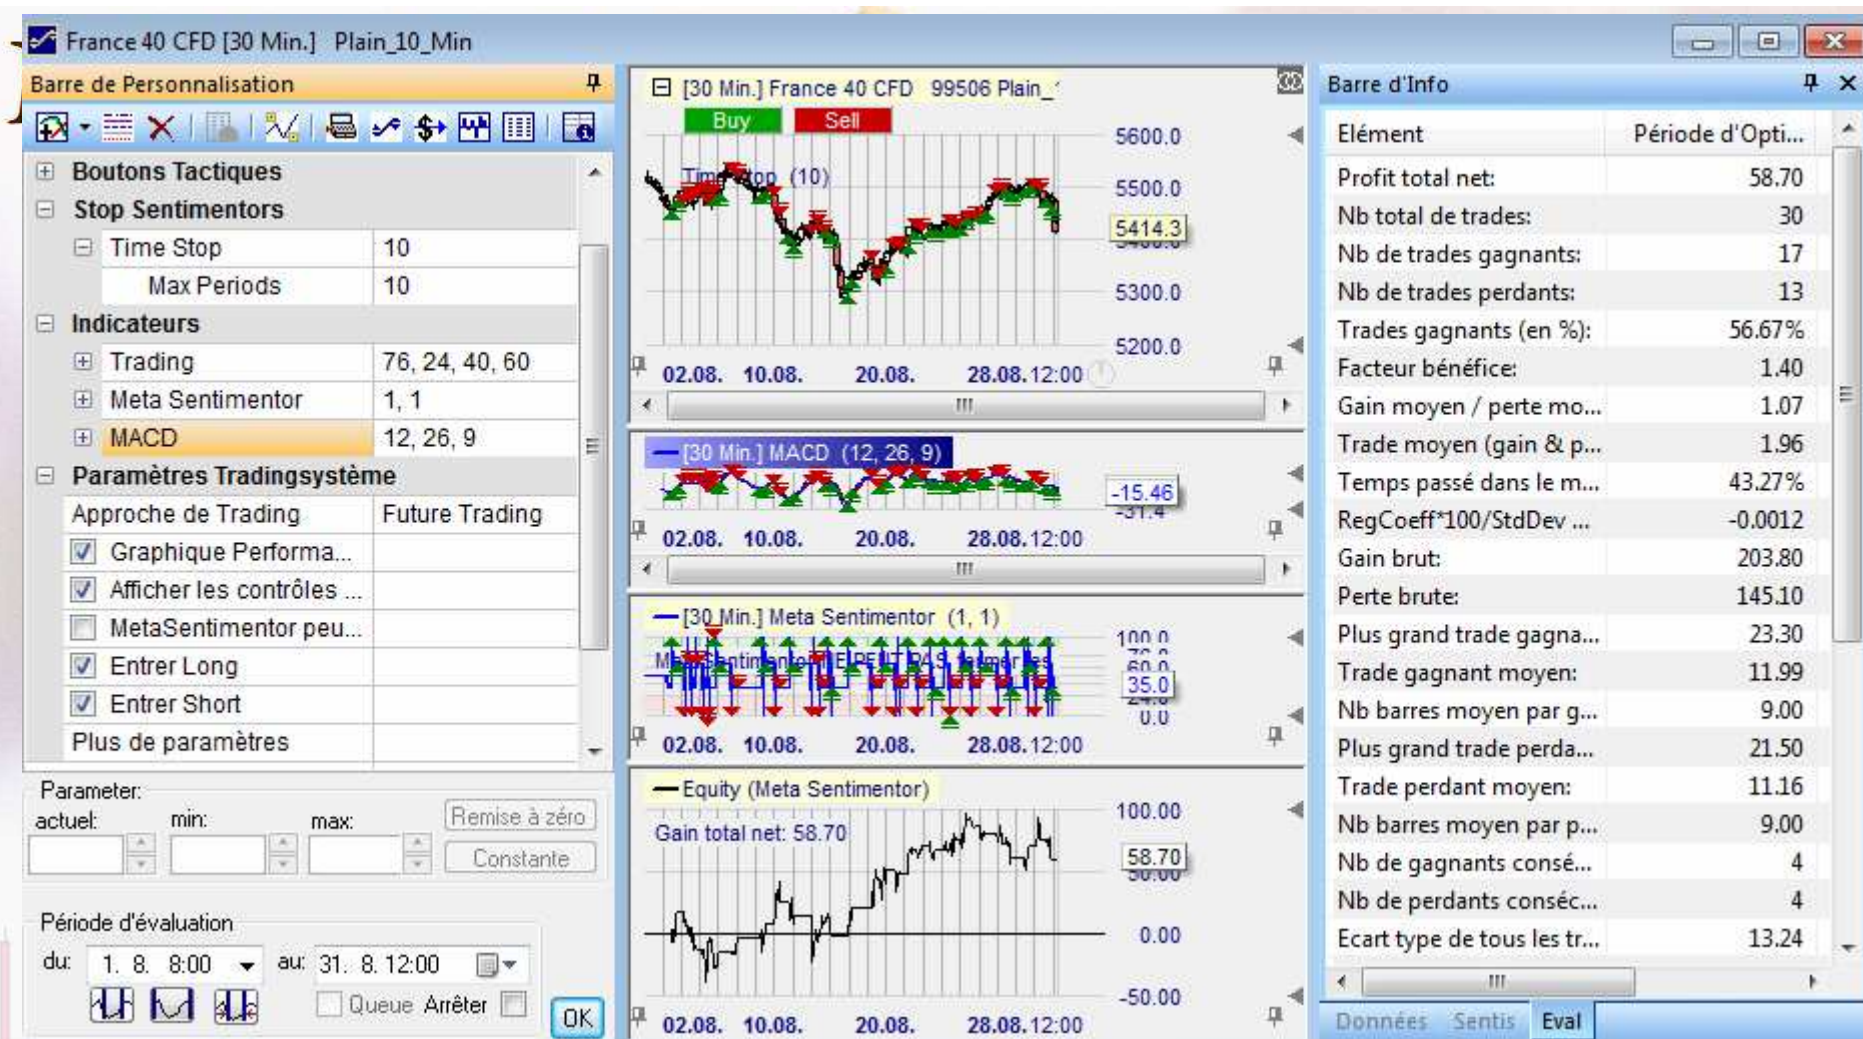 France 40 CFD [30 Min.] Plain_10_Min
Barre de Personnalisation
Boutons Tactiques
Stop Sentimentors
Time Stop 10
Max Periods 10
Indicateurs
Trading 76, 24, 40, 60
Meta Sentimentor 1, 1
MACD 12, 26, 9
Paramètres Tradingsystème
Approche de Trading Future Trading
Graphique Performa...
Afficher les contrôles ...
MetaSentimentor peu...
Entrer Long
Entrer Short
Plus de paramètres
Parameter:
actuel: min: max: Remise à zéro
Constante
Période d'évaluation
du: 1. 8. 8:00 au: 31. 8. 12:00
Queue Arrêter
OK
[30 Min.] France 40 CFD 99506 Plain_
Buy Sell
Time Stop (10)
5600.0
5500.0
5414.3
5300.0
5200.0
02.08. 10.08. 20.08. 28.08. 12:00
[30 Min.] MACD (12, 26, 9)
-15.46
-31.4
02.08. 10.08. 20.08. 28.08. 12:00
[30 Min.] Meta Sentimentor (1, 1)
100.0
60.0
35.0
0.0
02.08. 10.08. 20.08. 28.08. 12:00
Equity (Meta Sentimentor)
Gain total net: 58.70
100.00
58.70
50.00
0.00
-50.00
02.08. 10.08. 20.08. 28.08. 12:00
Barre d'Info
Elément Période d'Opti...
Profit total net: 58.70
Nb total de trades: 30
Nb de trades gagnants: 17
Nb de trades perdants: 13
Trades gagnants (en %): 56.67%
Facteur bénéfice: 1.40
Gain moyen / perte mo... 1.07
Trade moyen (gain & p... 1.96
Temps passé dans le m... 43.27%
RegCoeff*100/StdDev ... -0.0012
Gain brut: 203.80
Perte brute: 145.10
Plus grand trade gagna... 23.30
Trade gagnant moyen: 11.99
Nb barres moyen par g... 9.00
Plus grand trade perda... 21.50
Trade perdant moyen: 11.16
Nb barres moyen par p... 9.00
Nb de gagnants consé... 4
Nb de perdants conséc... 4
Ecart type de tous les tr... 13.24
Données Sentis Eval